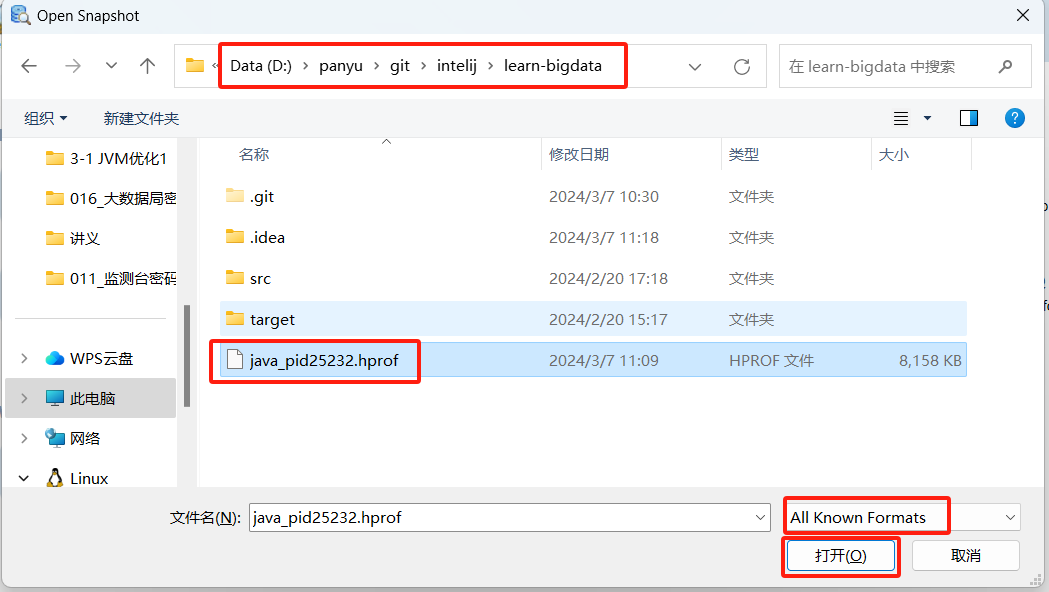 Open Snapshot
« Data (D:) › panyu › git › intelij › learn-bigdata
在 learn-bigdata 中搜索
组织 新建文件夹
3-1 JVM优化1
016_大数据局密
讲义
011_监测台密码
WPS云盘
此电脑
网络
Linux
名称 修改日期 类型 大小
.git 2024/3/7 10:30 文件夹
.idea 2024/3/7 11:18 文件夹
src 2024/2/20 17:18 文件夹
target 2024/2/20 15:17 文件夹
java_pid25232.hprof 2024/3/7 11:09 HPROF 文件 8,158 KB
文件名(N): java_pid25232.hprof All Known Formats
打开(O) 取消